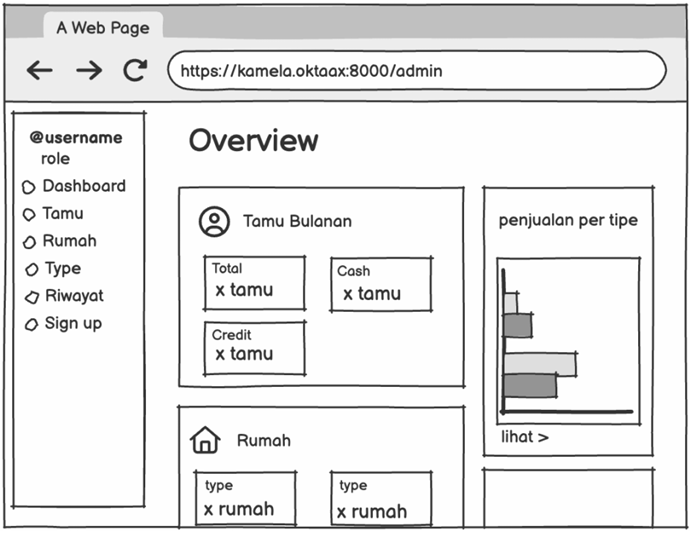 A Web Page
https://kamela.oktaax:8000/admin
@username
role
Dashboard
Tamu
Rumah
Type
Riwayat
Sign up
Overview
Tamu Bulanan
Total
x tamu
Cash
x tamu
Credit
x tamu
Rumah
type
x rumah
type
x rumah
penjualan per tipe
lihat >